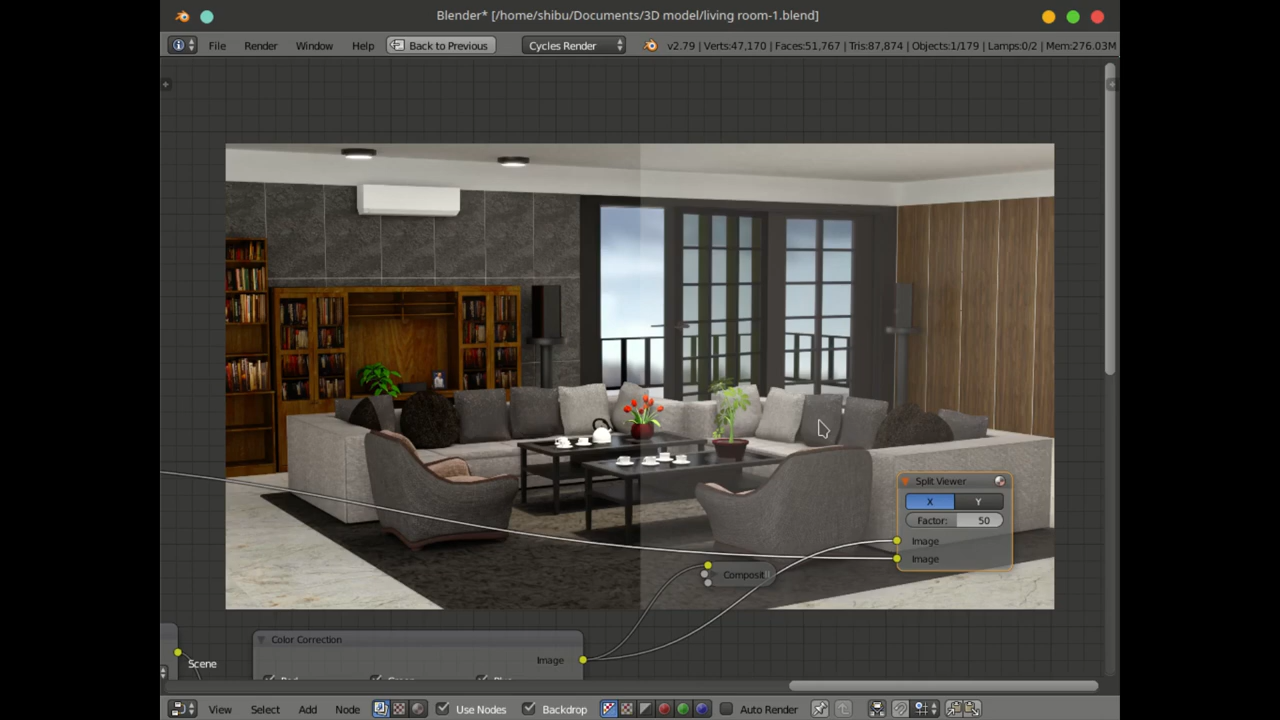 Blender* [/home/shibu/Documents/3D model/living room-1.blend]
File Render Window Help Back to Previous Cycles Render v2.79 | Verts:47,170 | Faces:51,767 | Tris:87,874 | Objects:1/179 | Lamps:0/2 | Mem:276.03M
Split Viewer
X Y
Factor: 50
Image
Image
Composit
Color Correction
Image
Scene
Red Green Blue
View Select Add Node Use Nodes Backdrop Auto Render